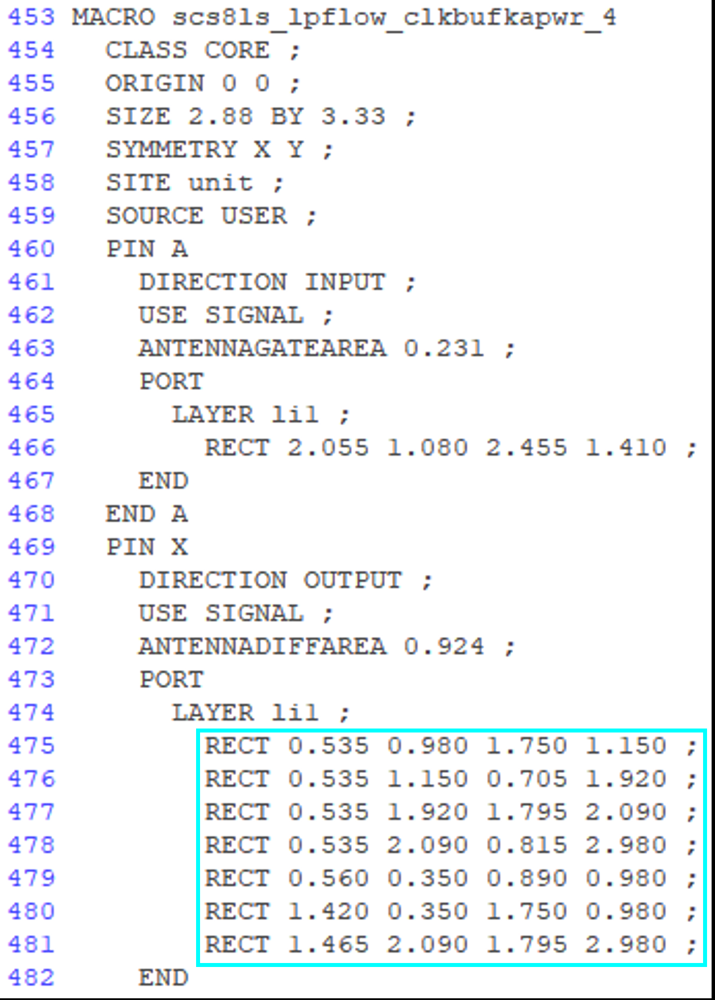 453 MACRO scs8ls_lpflow_clkbufkapwr_4
454 CLASS CORE ;
455 ORIGIN 0 0 ;
456 SIZE 2.88 BY 3.33 ;
457 SYMMETRY X Y ;
458 SITE unit ;
459 SOURCE USER ;
460 PIN A
461 DIRECTION INPUT ;
462 USE SIGNAL ;
463 ANTENNAGATEAREA 0.231 ;
464 PORT
465 LAYER li1 ;
466 RECT 2.055 1.080 2.455 1.410 ;
467 END
468 END A
469 PIN X
470 DIRECTION OUTPUT ;
471 USE SIGNAL ;
472 ANTENNADIFFAREA 0.924 ;
473 PORT
474 LAYER li1 ;
475 RECT 0.535 0.980 1.750 1.150 ;
476 RECT 0.535 1.150 0.705 1.920 ;
477 RECT 0.535 1.920 1.795 2.090 ;
478 RECT 0.535 2.090 0.815 2.980 ;
479 RECT 0.560 0.350 0.890 0.980 ;
480 RECT 1.420 0.350 1.750 0.980 ;
481 RECT 1.465 2.090 1.795 2.980 ;
482 END